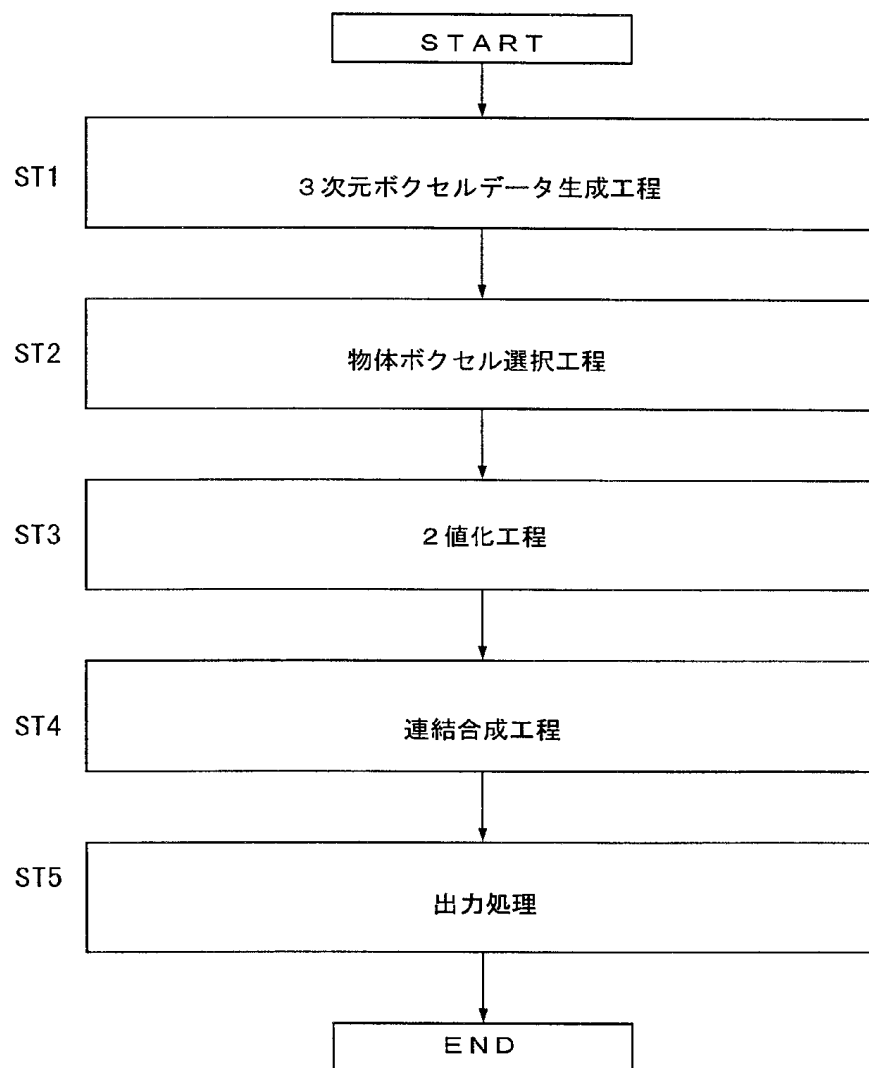 START
ST1
3次元ボクセルデータ生成工程
ST2
物体ボクセル選択工程
ST3
2値化工程
ST4
連結合成工程
ST5
出力処理
END